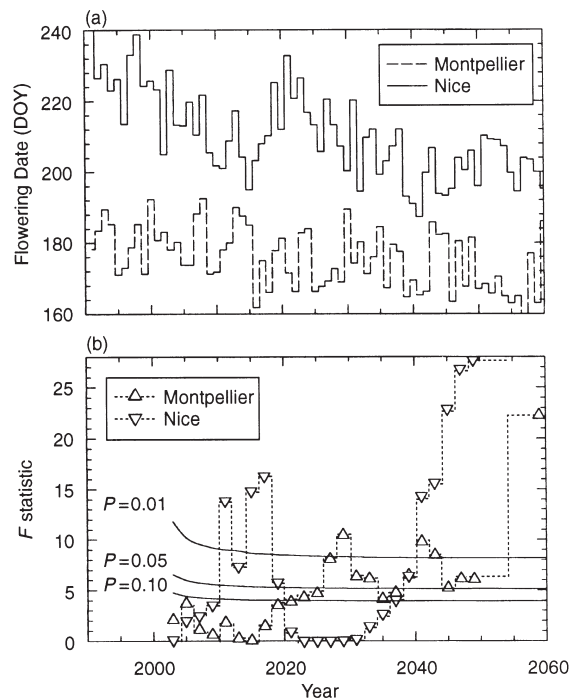 (a)
Flowering Date (DOY)
240
220
200
180
160
Montpellier
Nice
(b)
F statistic
25
20
15
10
5
0
Montpellier
Nice
P=0.01
P=0.05
P=0.10
2000 2020 2040 2060
Year